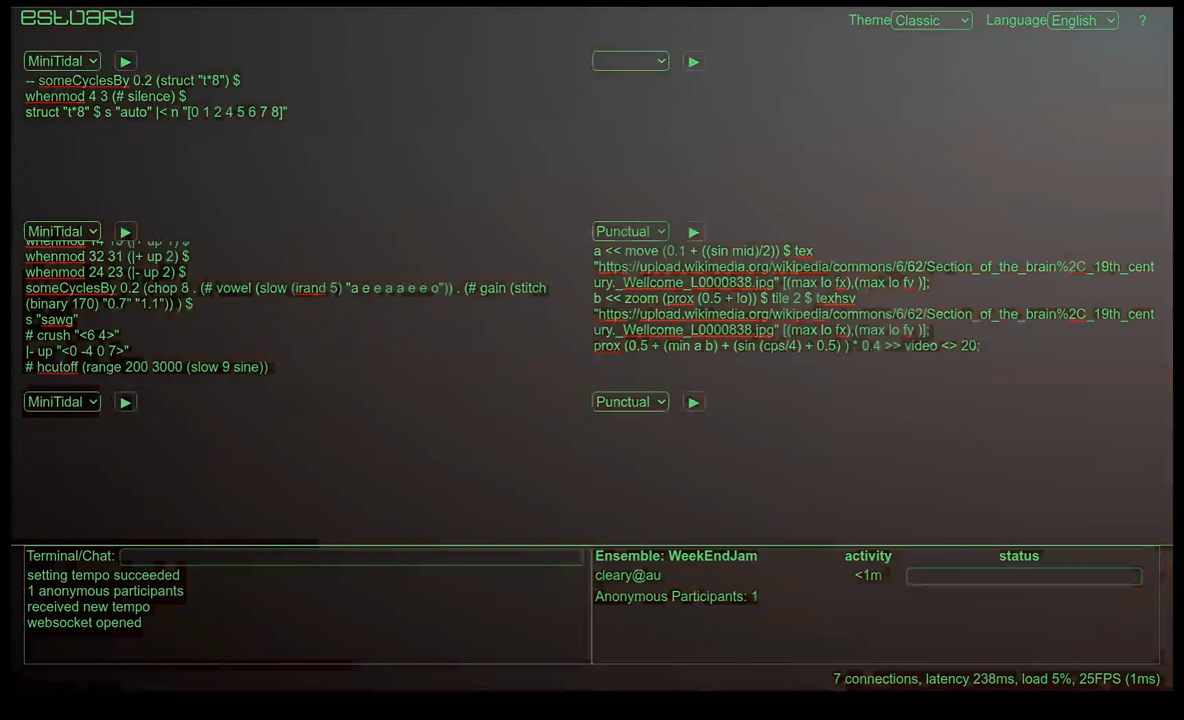 estuary
Theme Classic Language English ?
MiniTidal
-- someCyclesBy 0.2 (struct "t*8") $
whenmod 4 3 (# silence) $
struct "t*8" $ s "auto" |< n "[0 1 2 4 5 6 7 8]"
MiniTidal
whenmod 14 13 (|+ up 1) $
whenmod 32 31 (|+ up 2) $
whenmod 24 23 (|- up 2) $
someCyclesBy 0.2 (chop 8 . (# vowel (slow (irand 5) "a e e a a e e o")) . (# gain (stitch
(binary 170) "0.7" "1.1")) ) $
s "sawg"
# crush "<6 4>"
|- up "<0 -4 0 7>"
# hcutoff (range 200 3000 (slow 9 sine))
Punctual
a << move (0.1 + ((sin mid)/2)) $ tex
"https://upload.wikimedia.org/wikipedia/commons/6/62/Section_of_the_brain%2C_19th_cent
ury._Wellcome_L0000838.jpg" [(max lo fx),(max lo fv )];
b << zoom (prox (0.5 + lo)) $ tile 2 $ texhsv
"https://upload.wikimedia.org/wikipedia/commons/6/62/Section_of_the_brain%2C_19th_cent
ury._Wellcome_L0000838.jpg" [(max lo fx),(max lo fy )];
prox (0.5 + (min a b) + (sin (cps/4) + 0.5) ) * 0.4 >> video <> 20;
MiniTidal
Punctual
Terminal/Chat:
setting tempo succeeded
1 anonymous participants
received new tempo
websocket opened
Ensemble: WeekEndJam activity status
cleary@au <1m
Anonymous Participants: 1
7 connections, latency 238ms, load 5%, 25FPS (1ms)